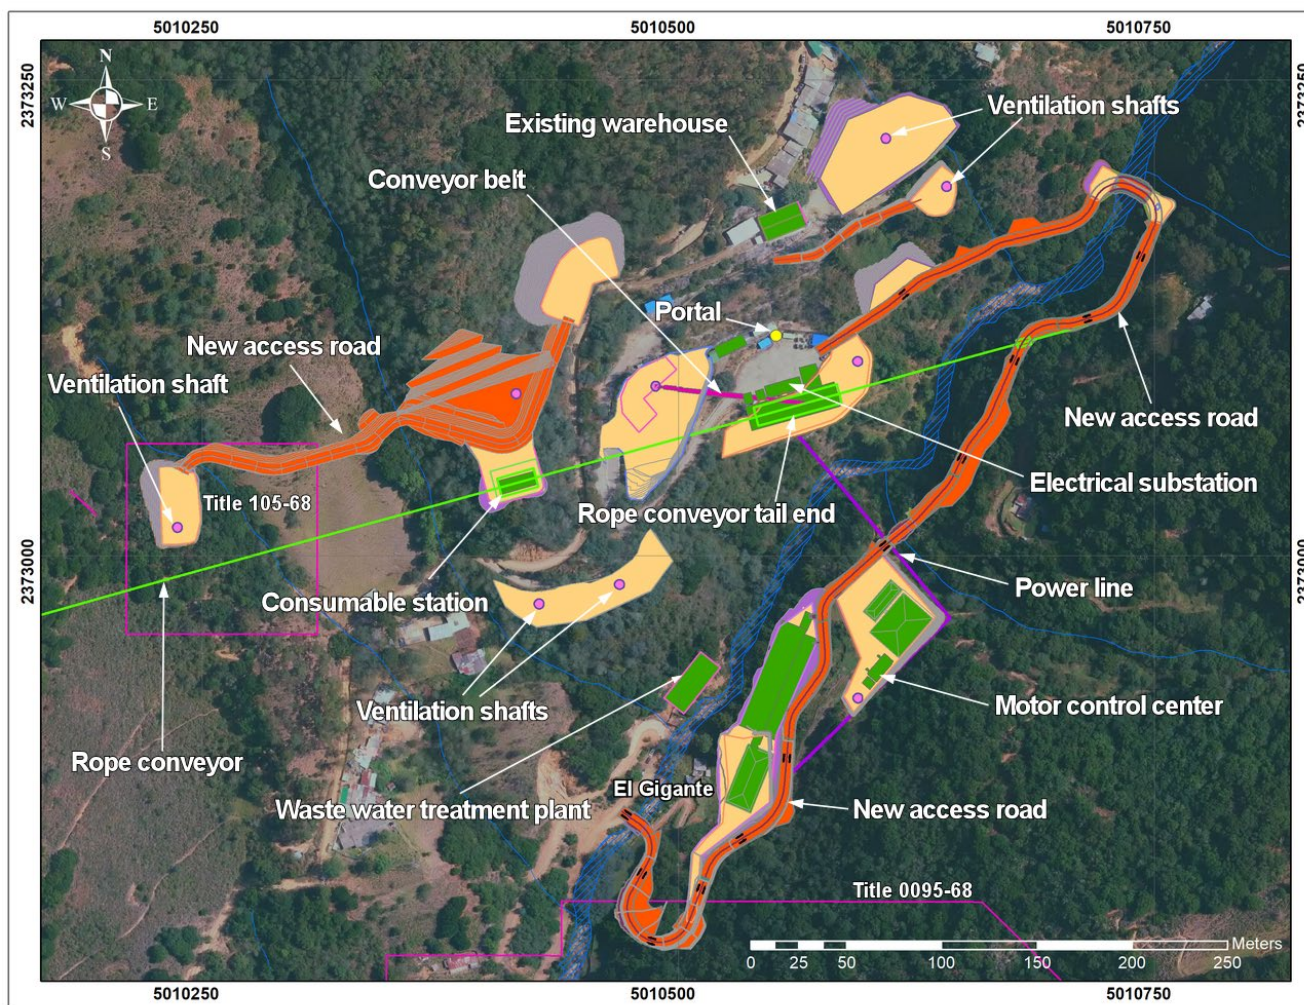 5010250 5010500 5010750
2373250 2373250
N
W E
S
Ventilation shafts
Existing warehouse
Conveyor belt
Portal
New access road
Ventilation shaft
New access road
Title 105-68
Electrical substation
Rope conveyor tail end
2373000 2373000
Power line
Consumable station
Motor control center
Ventilation shafts
Rope conveyor
El Gigante
Waste water treatment plant
New access road
Title 0095-68
Meters
0 25 50 100 150 200 250
5010250 5010500 5010750